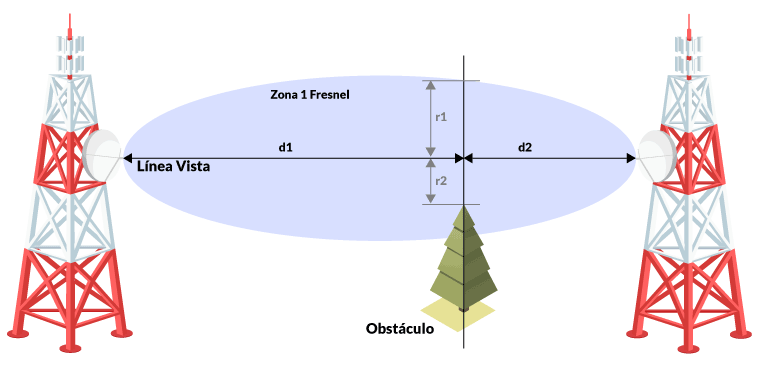 Zona 1 Fresnel
r1
d1
d2
Línea Vista
r2
Obstáculo